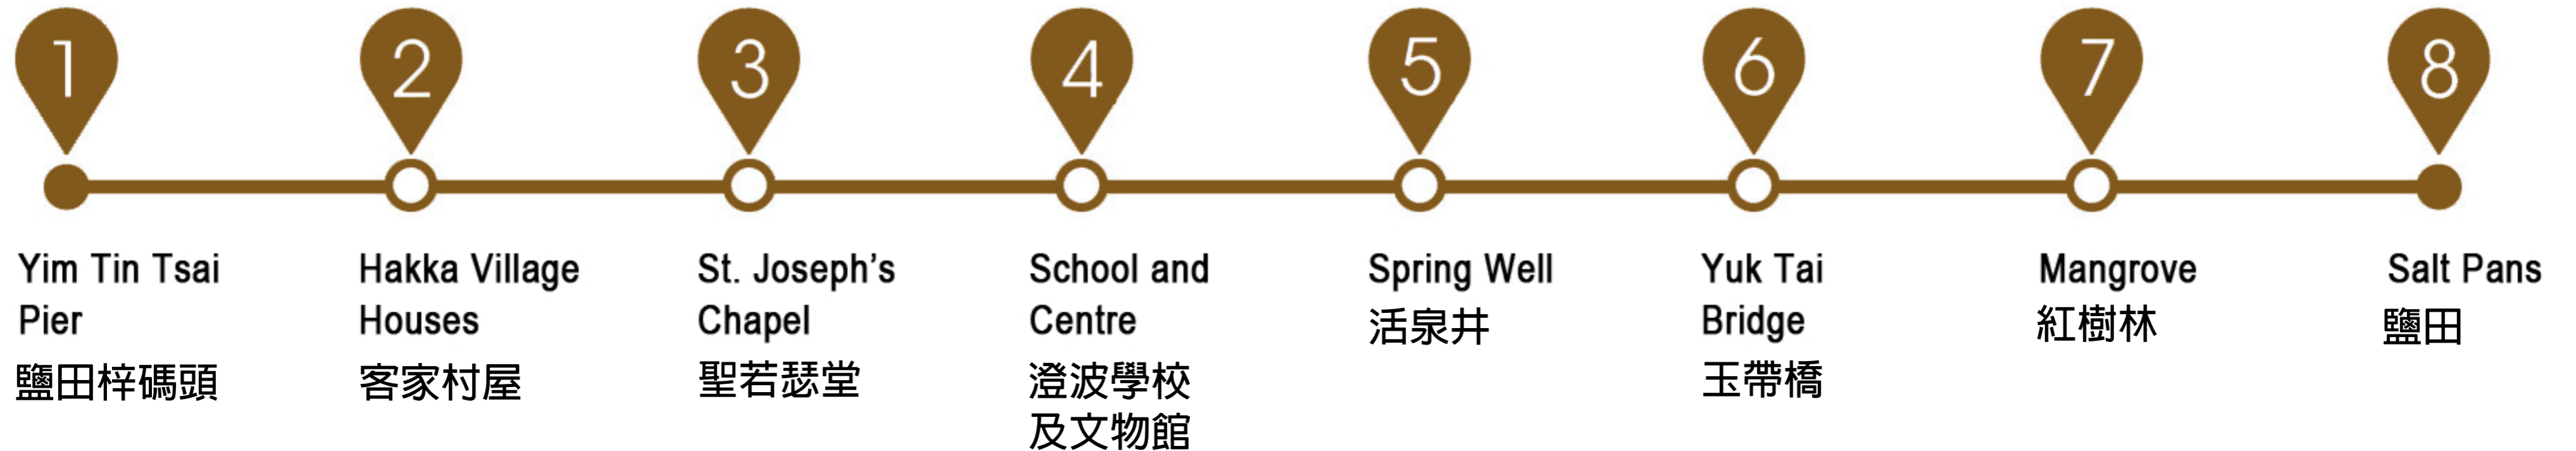 1
2
3
4
5
6
7
8
Yim Tin Tsai
Pier
鹽田梓碼頭
Hakka Village
Houses
客家村屋
St. Joseph’s
Chapel
聖若瑟堂
School and
Centre
澄波學校
及文物館
Spring Well
活泉井
Yuk Tai
Bridge
玉帶橋
Mangrove
紅樹林
Salt Pans
鹽田